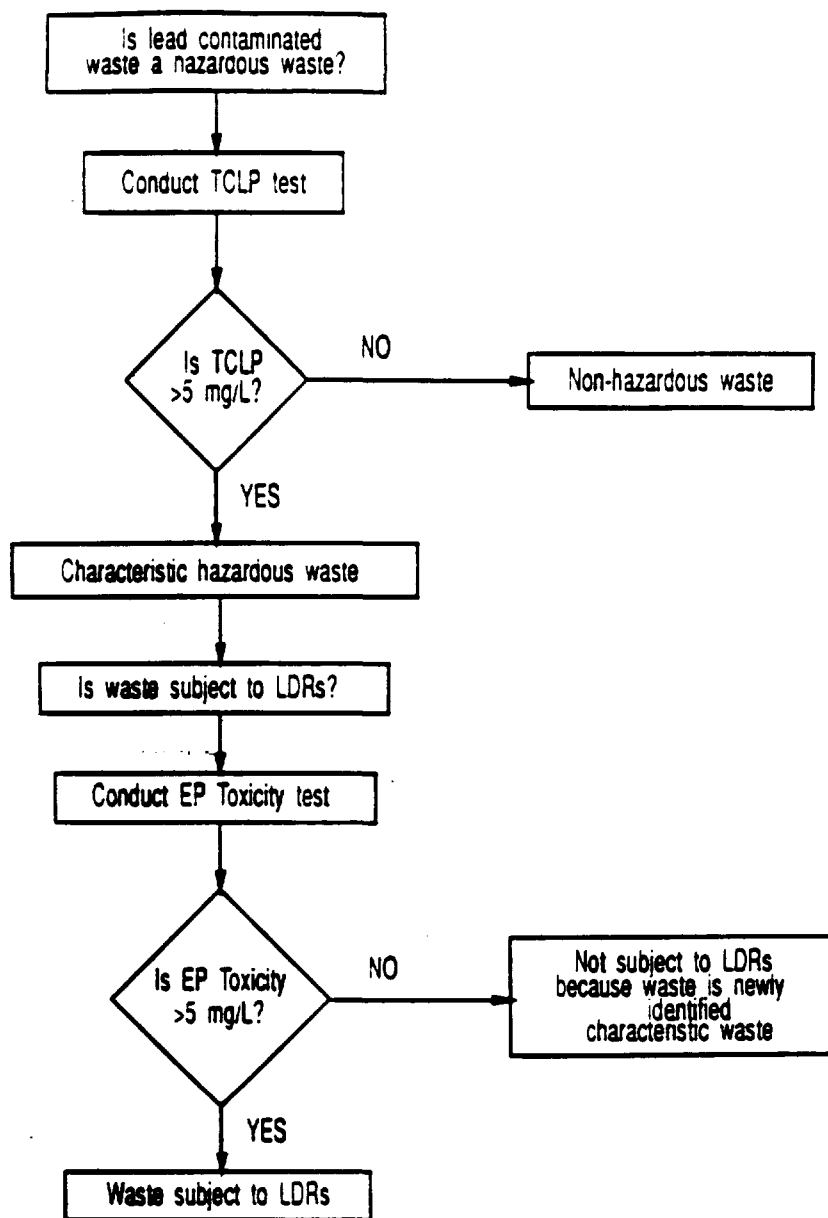 Is lead contaminated
waste a nazardous waste?
Conduct TCLP test
Is TCLP
>5 mg/L?
NO
Non-hazardous waste
YES
Characteristic hazardous waste
Is waste subject to LDRs?
Conduct EP Toxicity test
Is EP Toxicity
>5 mg/L?
NO
Not subject to LDRs
because waste is newly
identified
characteristic waste
YES
Waste subject to LDRs